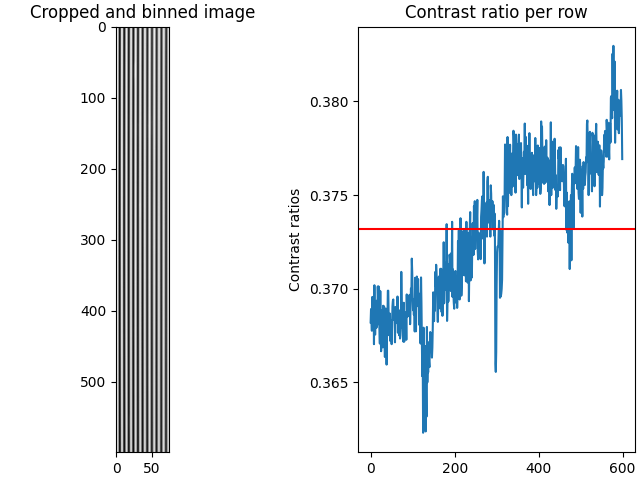 Cropped and binned image
0
100
200
300
400
500
0 50
Contrast ratio per row
Contrast ratios
0.380
0.375
0.370
0.365
0 200 400 600